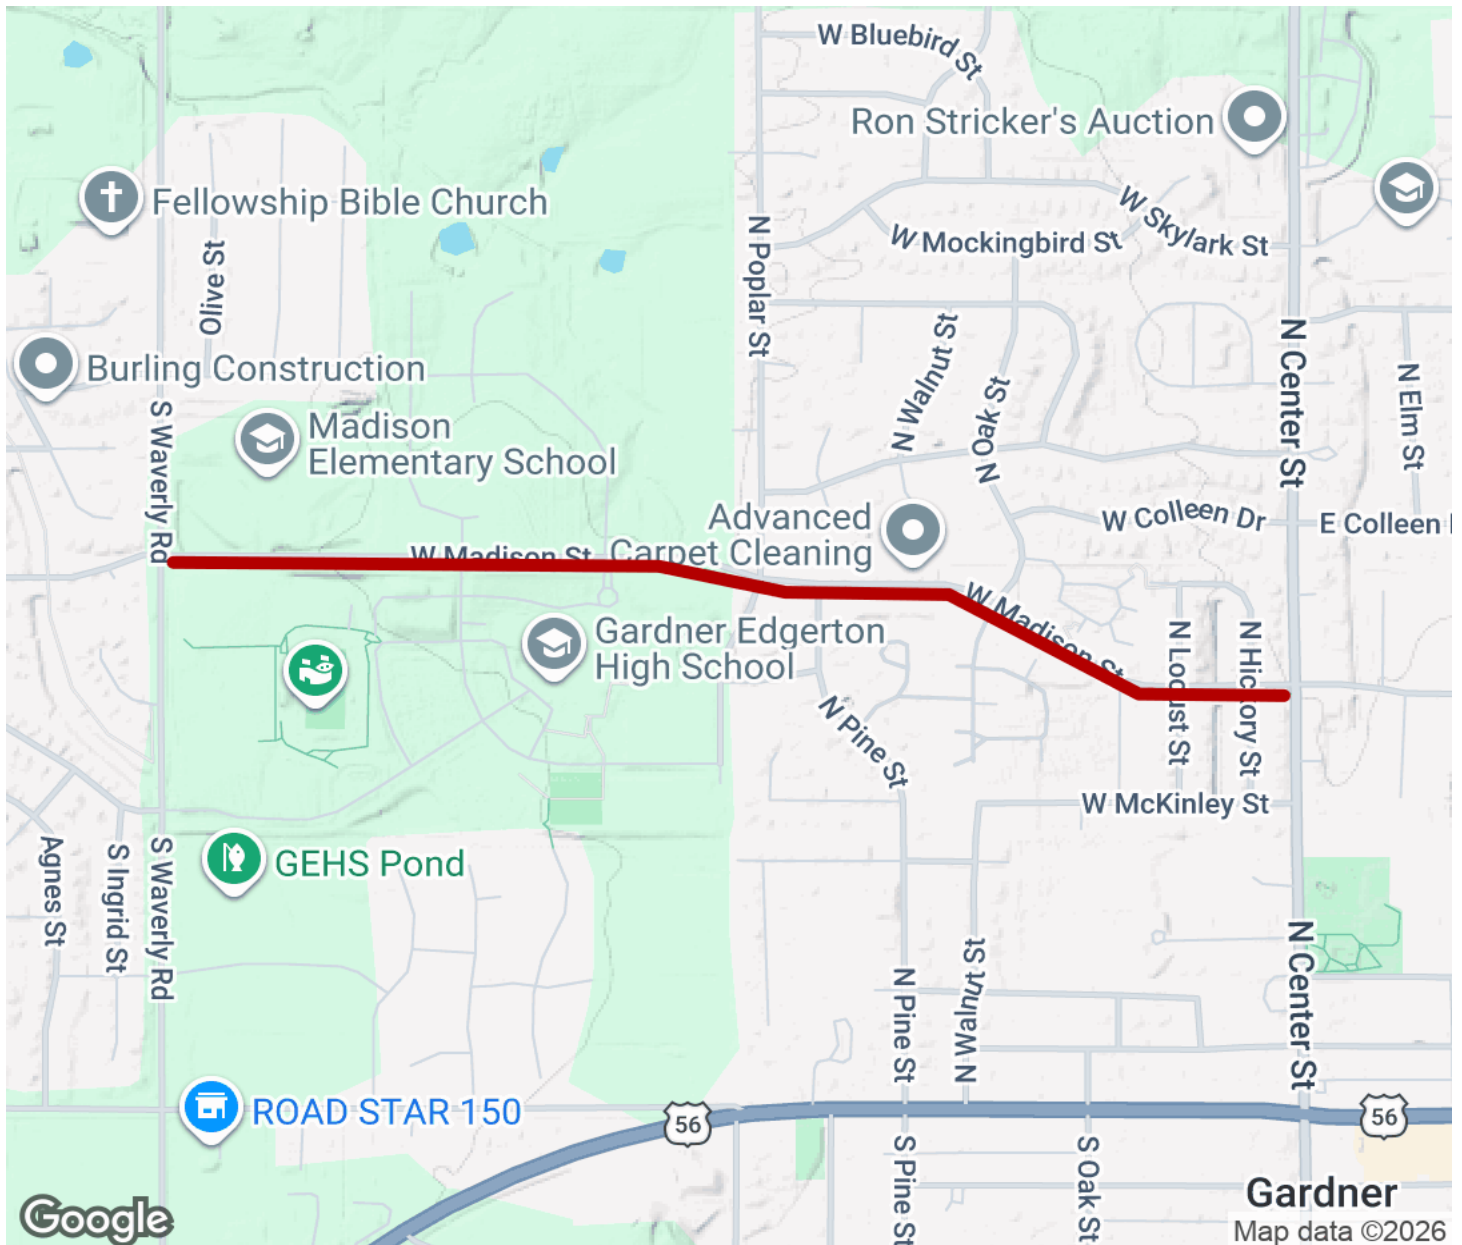 W Bluebird St
Ron Stricker's Auction
Fellowship Bible Church
W Skylark St
W Mockingbird St
N Poplar St
Olive St
N Center St
N Walnut St
Burling Construction
N Elm St
N Oak St
S Waverly Rd
Madison
Elementary School
Advanced
Carpet Cleaning
W Colleen Dr
E Colleen
W Madison St
W Madison St
Gardner Edgerton
High School
N Locust St
N Hickory St
N Pine St
W McKinley St
GEHS Pond
Agnes St
S Ingrid St
S Waverly Rd
N Center St
N Pine St
N Walnut St
ROAD STAR 150
56
56
S Pine St
S Oak St
Gardner
Google
Map data ©2026